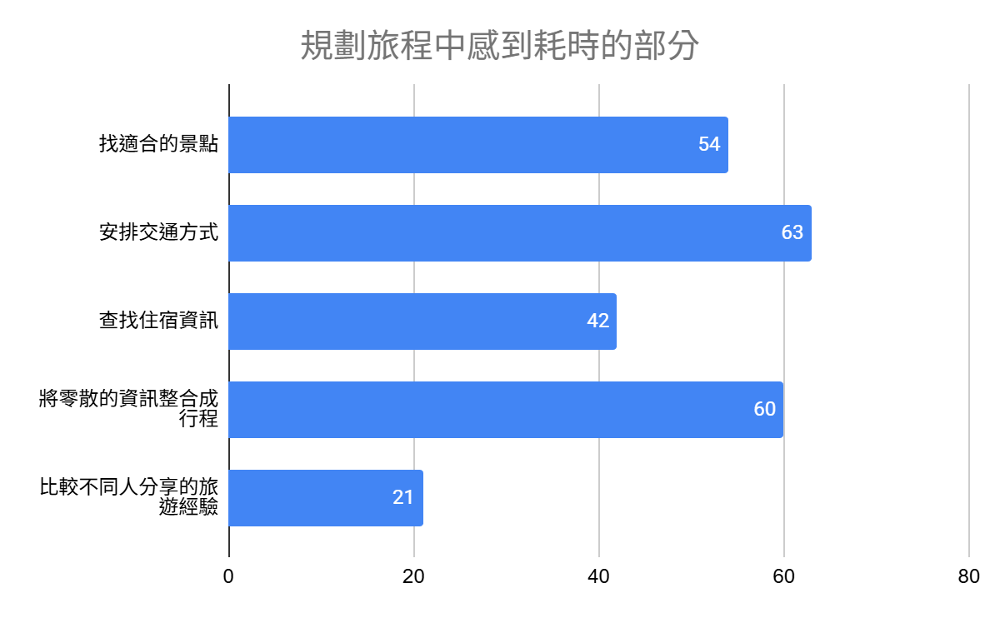 規劃旅程中感到耗時的部分
找適合的景點
54
安排交通方式
63
查找住宿資訊
42
將零散的資訊整合成
行程
60
比較不同人分享的旅
遊經驗
21
0
20
40
60
80